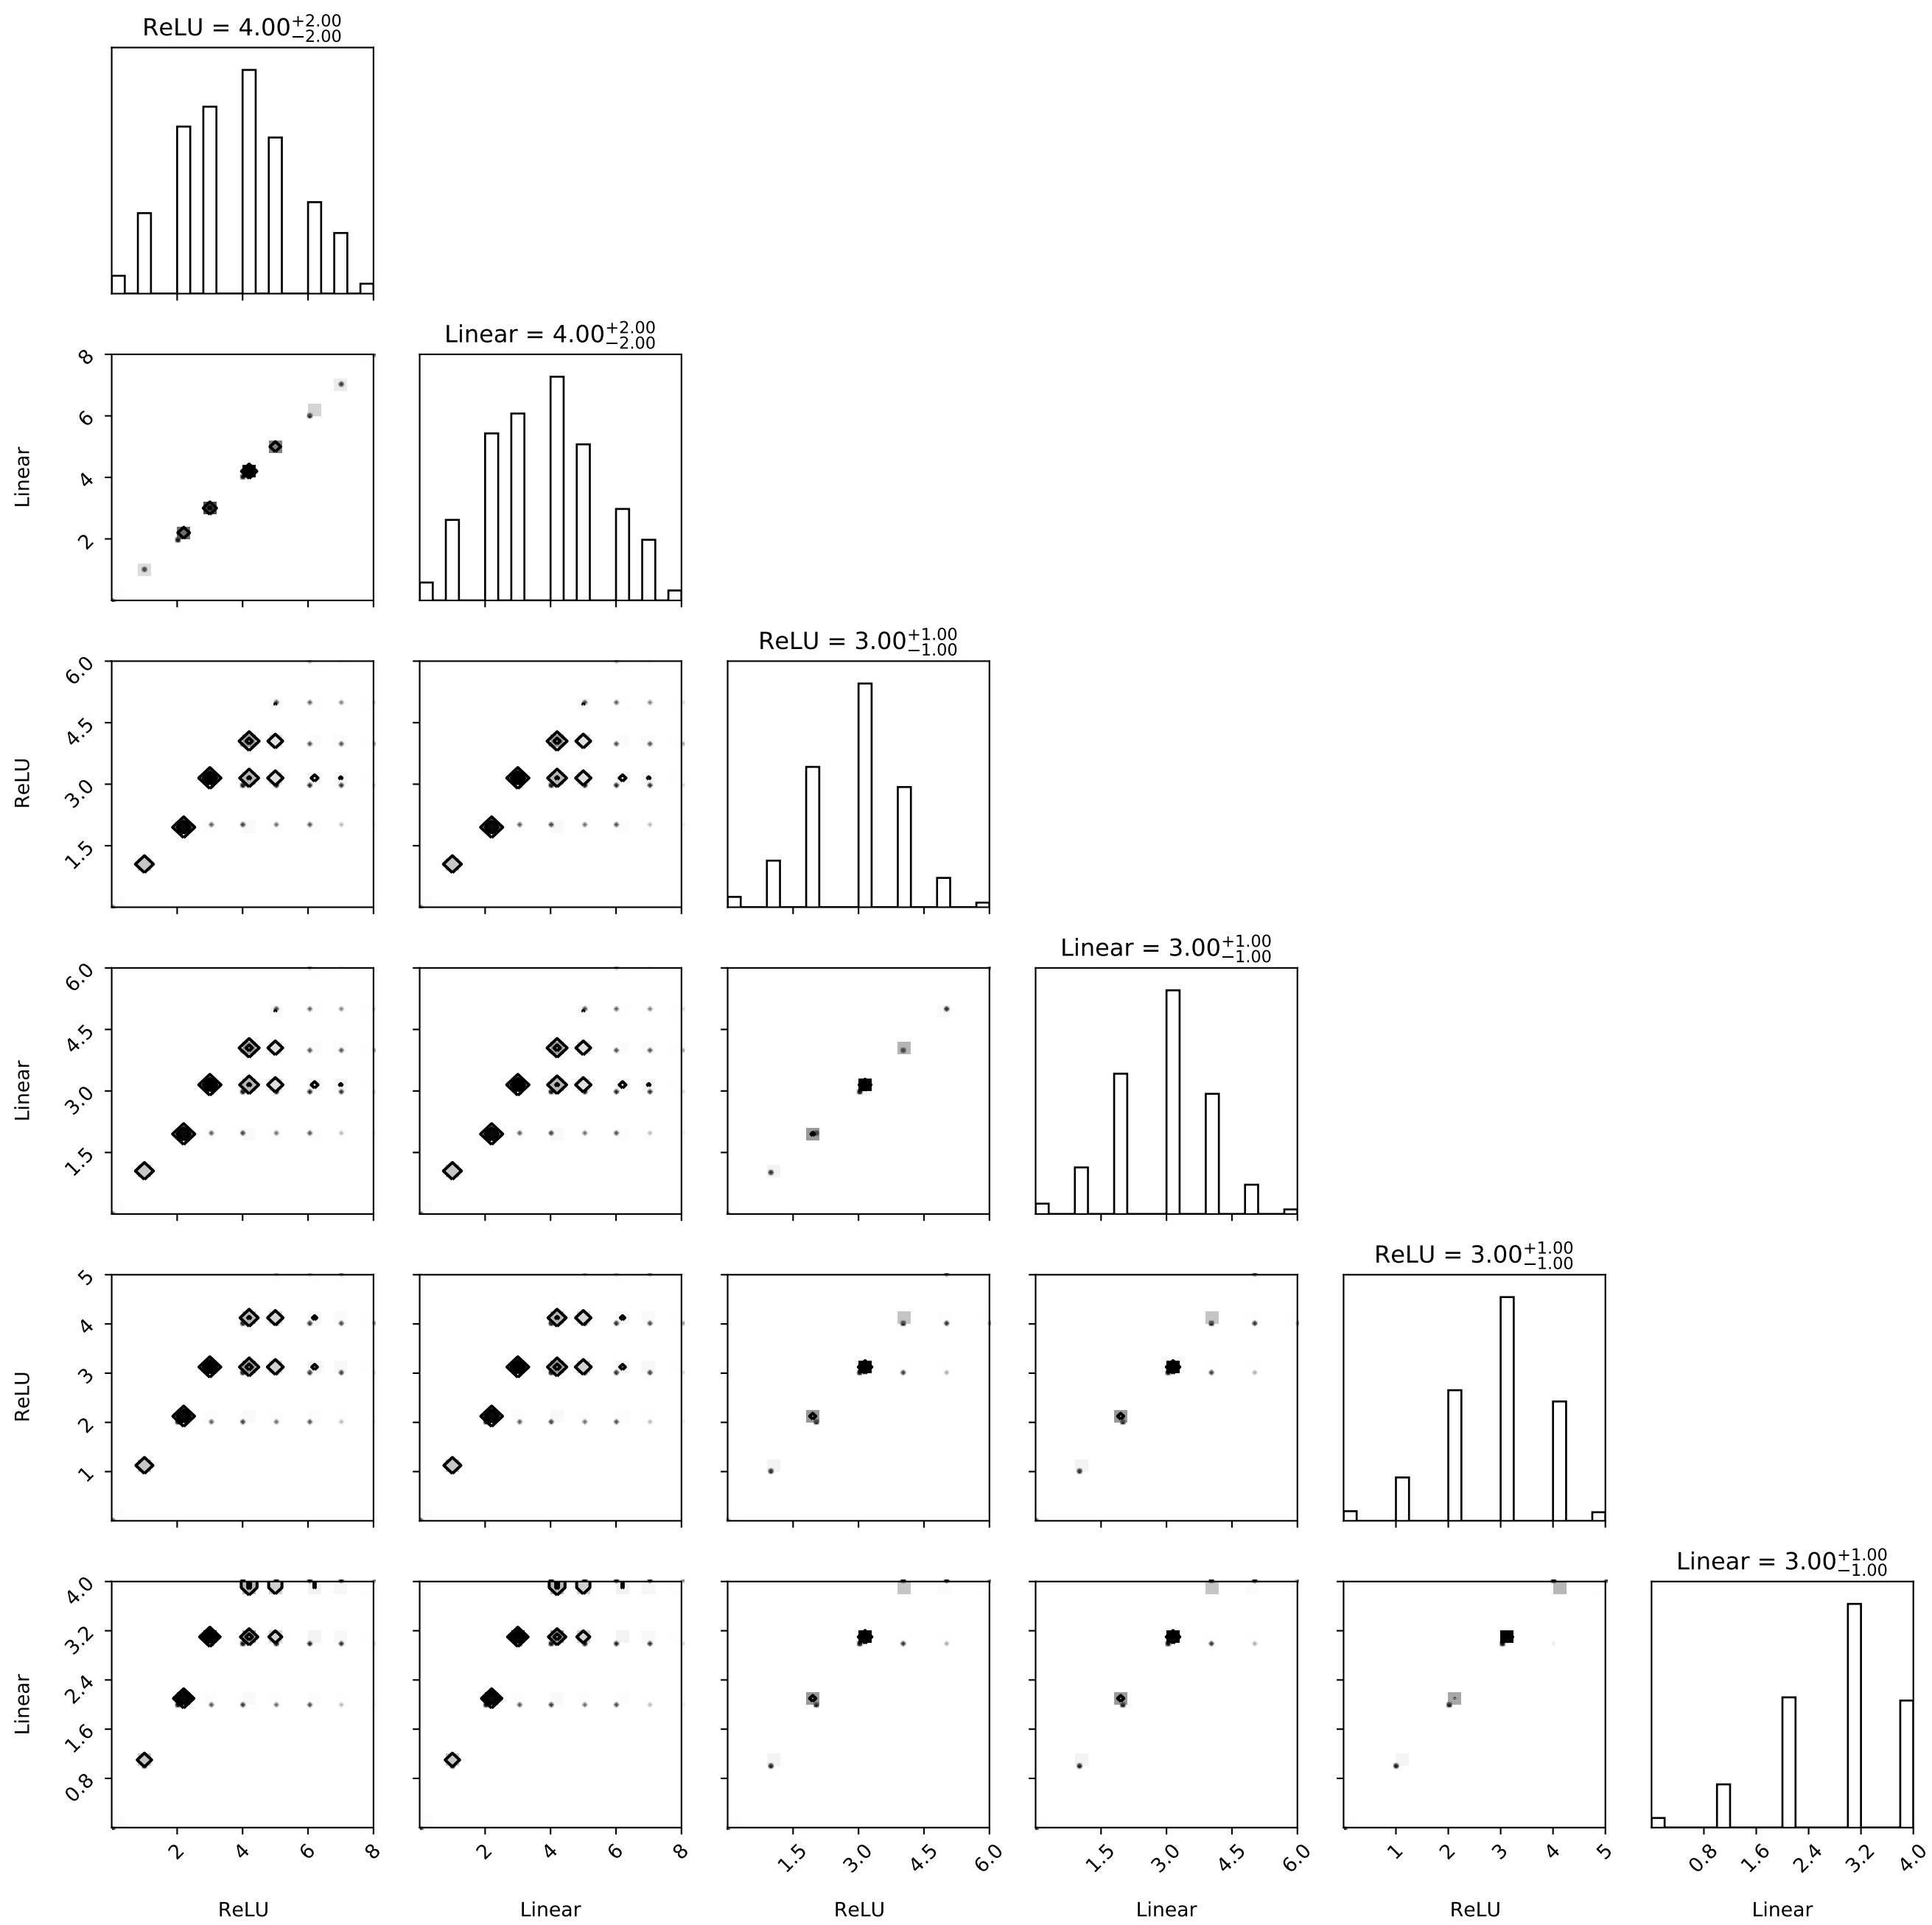 ReLU = 4.00+2.00−2.00
Linear = 4.00+2.00−2.00
8
6
4
2
Linear
ReLU = 3.00+1.00−1.00
6.0
4.5
3.0
1.5
ReLU
Linear = 3.00+1.00−1.00
6.0
4.5
3.0
1.5
Linear
ReLU = 3.00+1.00−1.00
5
4
3
2
1
ReLU
Linear = 3.00+1.00−1.00
4.0
3.2
2.4
1.6
0.8
Linear
2 4 6 8 2 4 6 8 1.5 3.0 4.5 6.0 1.5 3.0 4.5 6.0 1 2 3 4 5 0.8 1.6 2.4 3.2 4.0
ReLU Linear ReLU Linear ReLU Linear